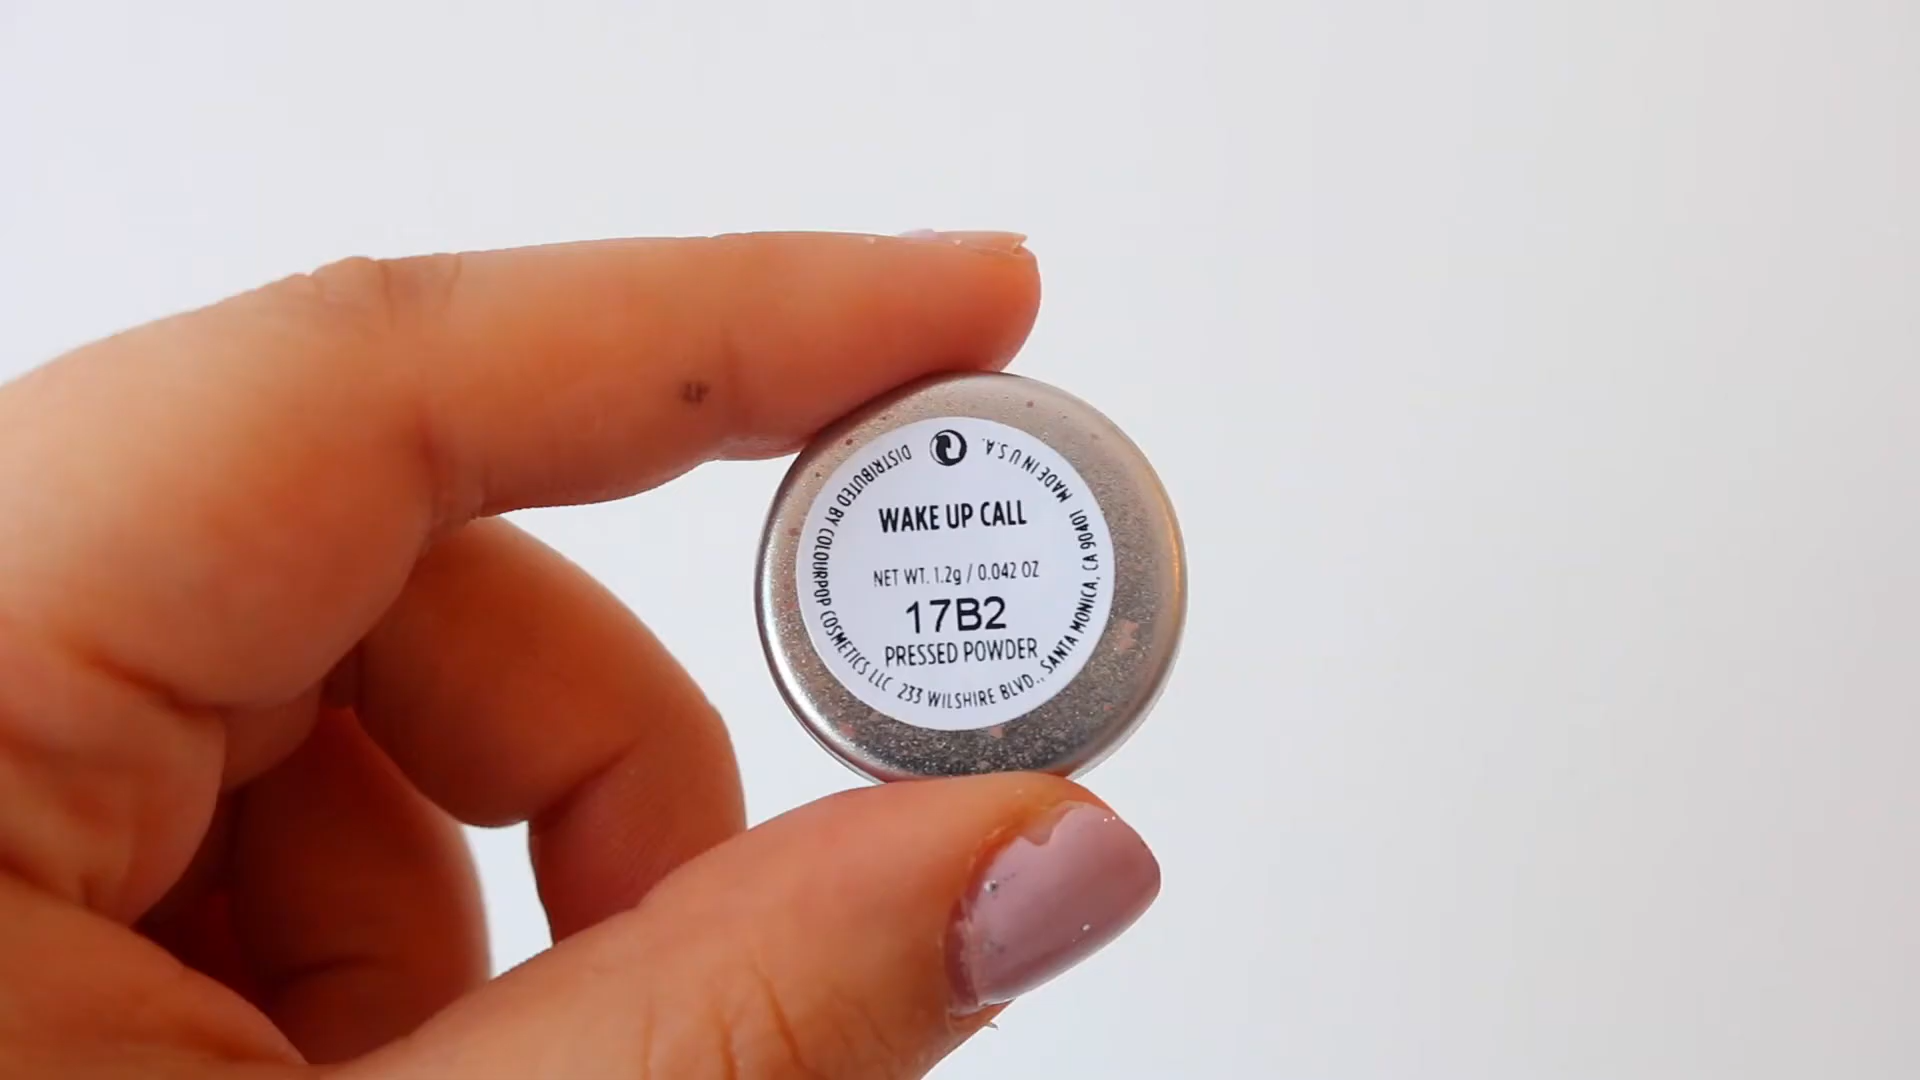 WAKE UP CALL
NET WT. 1.2g / 0.042 OZ
17B2
PRESSED POWDER
DISTRIBUTED BY COLOURPOP COSMETICS LLC 233 WILSHIRE BLVD., SANTA MONICA, CA 90401 MADE IN U.S.A.